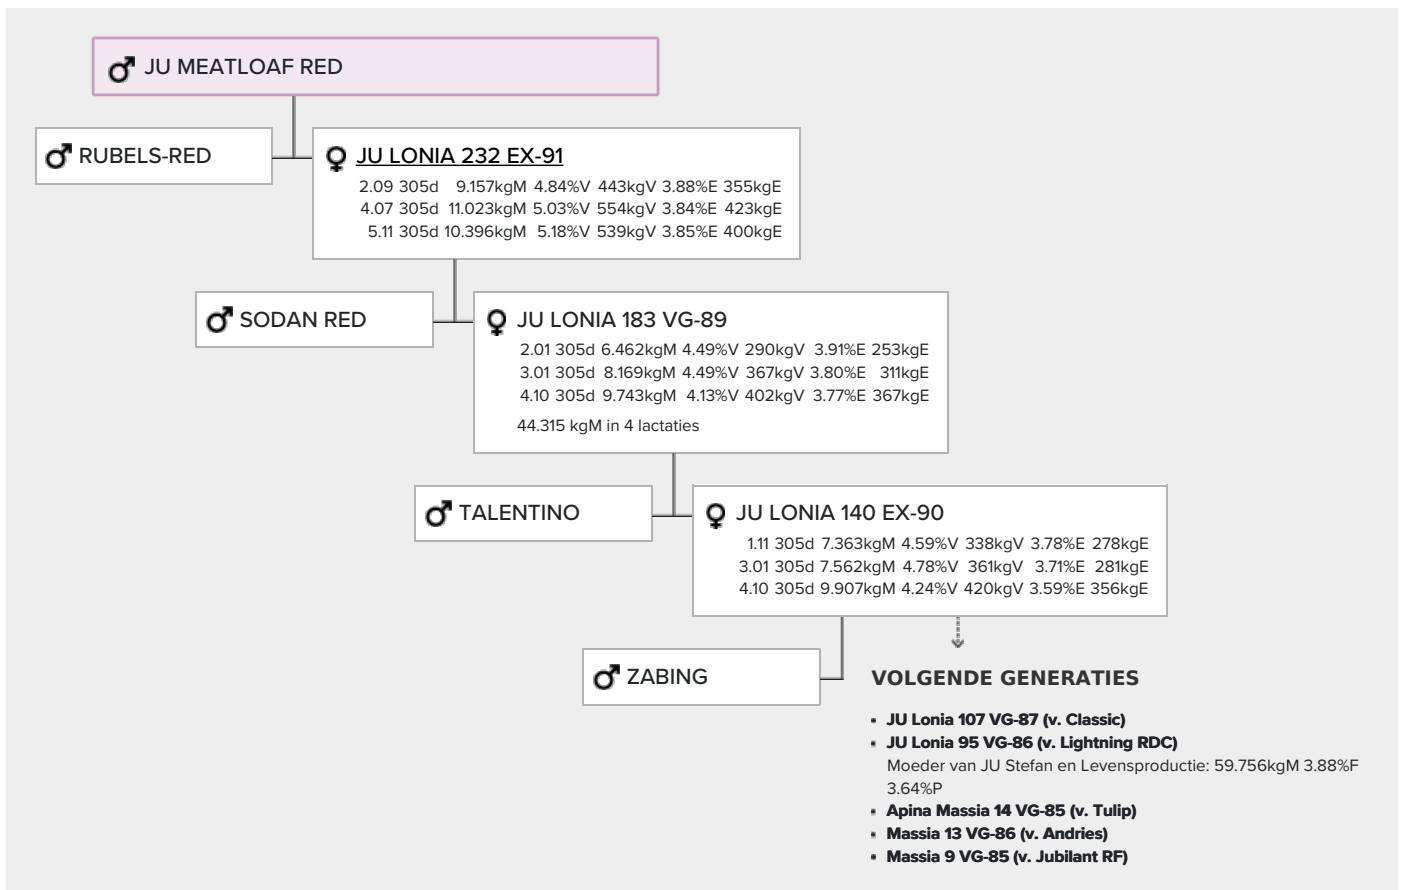 JU MEATLOAF RED
RUBELS-RED
JU LONIA 232 EX-91
2.09 305d 9.157kgM 4.84%V 443kgV 3.88%E 355kgE
4.07 305d 11.023kgM 5.03%V 554kgV 3.84%E 423kgE
5.11 305d 10.396kgM 5.18%V 539kgV 3.85%E 400kgE
SODAN RED
JU LONIA 183 VG-89
2.01 305d 6.462kgM 4.49%V 290kgV 3.91%E 253kgE
3.01 305d 8.169kgM 4.49%V 367kgV 3.80%E 311kgE
4.10 305d 9.743kgM 4.13%V 402kgV 3.77%E 367kgE
44.315 kgM in 4 lactaties
TALENTINO
JU LONIA 140 EX-90
1.11 305d 7.363kgM 4.59%V 338kgV 3.78%E 278kgE
3.01 305d 7.562kgM 4.78%V 361kgV 3.71%E 281kgE
4.10 305d 9.907kgM 4.24%V 420kgV 3.59%E 356kgE
ZABING
VOLGENDE GENERATIES
JU Lonia 107 VG-87 (v. Classic)
JU Lonia 95 VG-86 (v. Lightning RDC)
Moeder van JU Stefan en Levensproductie: 59.756kgM 3.88%F
3.64%P
Apina Massia 14 VG-85 (v. Tulip)
Massia 13 VG-86 (v. Andries)
Massia 9 VG-85 (v. Jubilant RF)